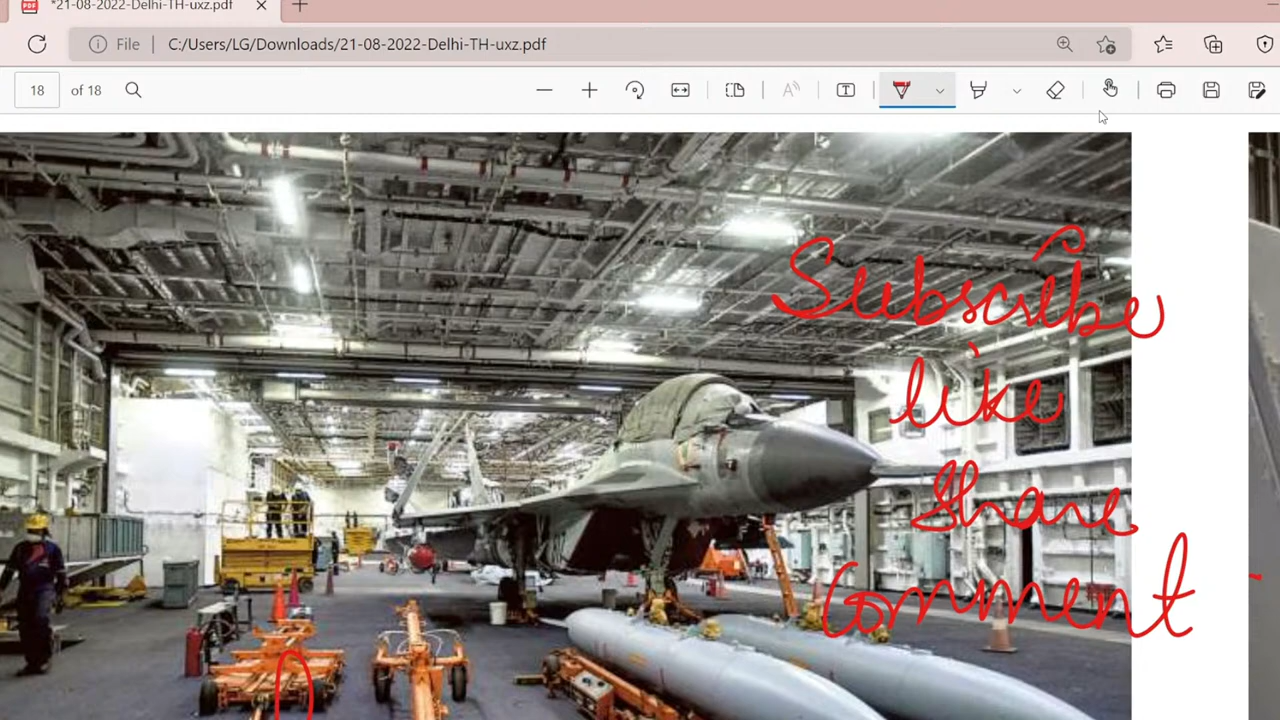 *21-08-2022-Delhi-TH-uxz.pdf
File | C:/Users/LG/Downloads/21-08-2022-Delhi-TH-uxz.pdf
18 of 18
Subscribe
like
Share
Comment